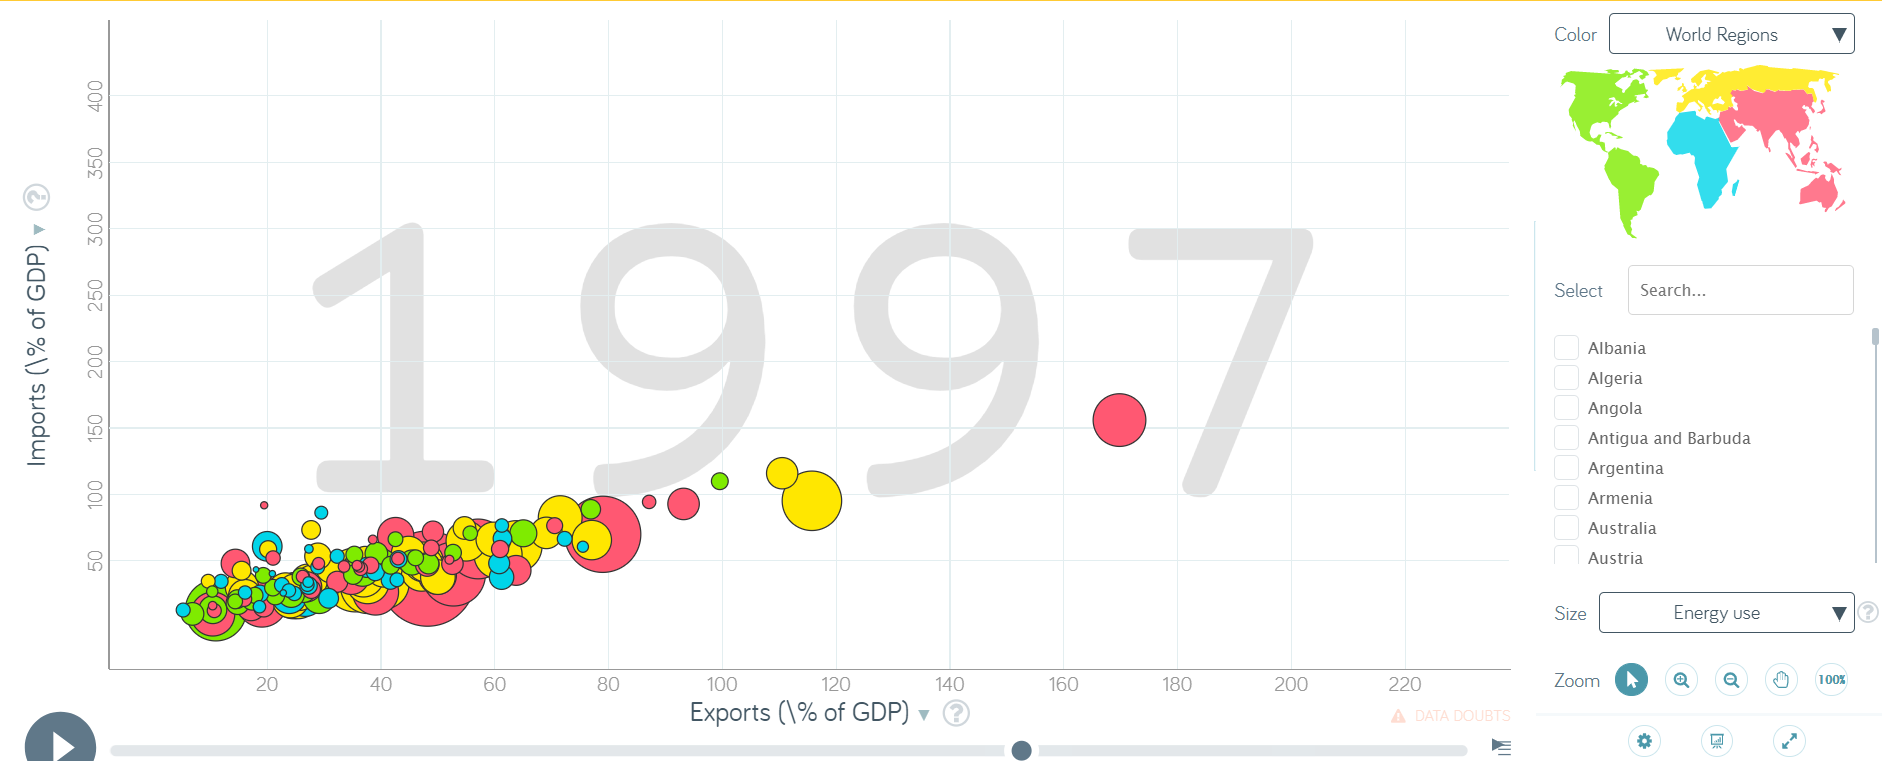 Color
World Regions
400
350
300
250
200
150
100
50
Imports (\% of GDP)
?
1997
20 40 60 80 100 120 140 160 180 200 220
Exports (\% of GDP)
?
DATA DOUBTS
Select
Search...
Albania
Algeria
Angola
Antigua and Barbuda
Argentina
Armenia
Australia
Austria
Size
Energy use
?
Zoom
100%